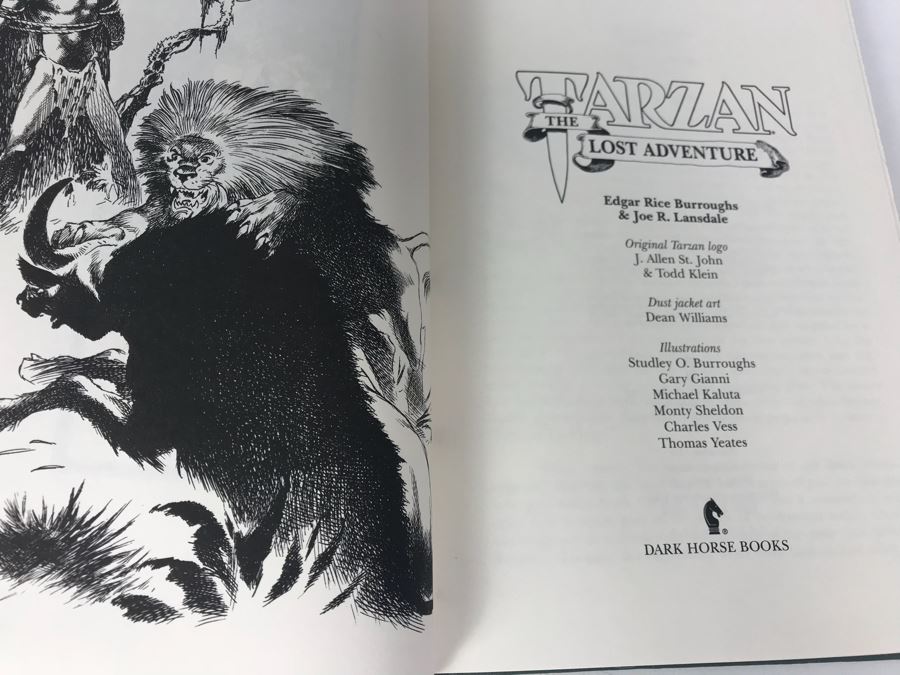 TARZAN
THE
LOST ADVENTURE
Edgar Rice Burroughs
& Joe R. Lansdale
Original Tarzan logo
J. Allen St. John
& Todd Klein
Dust jacket art
Dean Williams
Illustrations
Studley O. Burroughs
Gary Gianni
Michael Kaluta
Monty Sheldon
Charles Vess
Thomas Yeates
®
DARK HORSE BOOKS